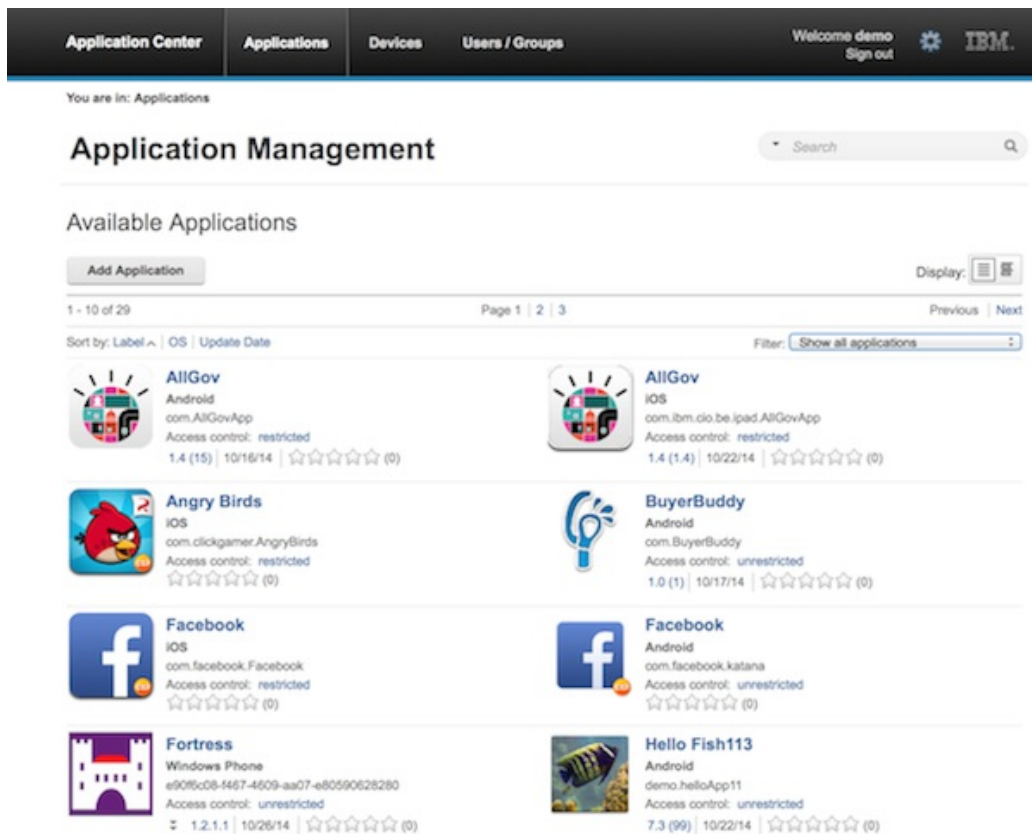 Application Center
Applications
Devices
Users / Groups
Welcome demo
Sign out
IBM.
You are in: Applications
Application Management
Search
Available Applications
Add Application
Display:
1 - 10 of 29
Page 1 | 2 | 3
Previous | Next
Sort by: Label | OS | Update Date
Filter: Show all applications
AllGov
Android
com.AllGovApp
Access control: restricted
1.4 (15) | 10/16/14 | (0)
AllGov
iOS
com.ibm.cio.be.ipad.AllGovApp
Access control: restricted
1.4 (1.4) | 10/22/14 | (0)
Angry Birds
iOS
com.clickgamer.AngryBirds
Access control: restricted
(0)
BuyerBuddy
Android
com.BuyerBuddy
Access control: unrestricted
1.0 (1) | 10/17/14 | (0)
Facebook
iOS
com.facebook.Facebook
Access control: restricted
(0)
Facebook
Android
com.facebook.katana
Access control: unrestricted
(0)
Fortress
Windows Phone
e90f6c08-f467-4609-aa07-e80590628280
Access control: unrestricted
1.2.1.1 | 10/26/14 | (0)
Hello Fish113
Android
demo.helloApp11
Access control: unrestricted
7.3 (99) | 10/22/14 | (0)